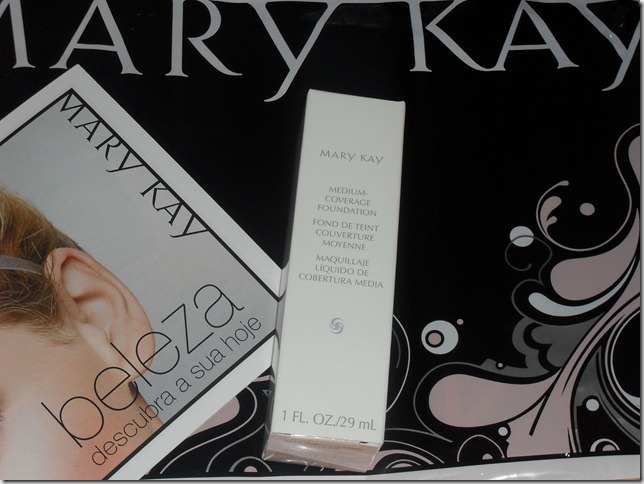 MARY KAY
MARY KAY
beleza
descubra a sua hoje
MARY KAY
MEDIUM-
COVERAGE
FOUNDATION
FOND DE TEINT
COUVERTURE
MOYENNE
MAQUILLAJE
LÍQUIDO DE
COBERTURA MEDIA
1 FL. OZ./29 mL